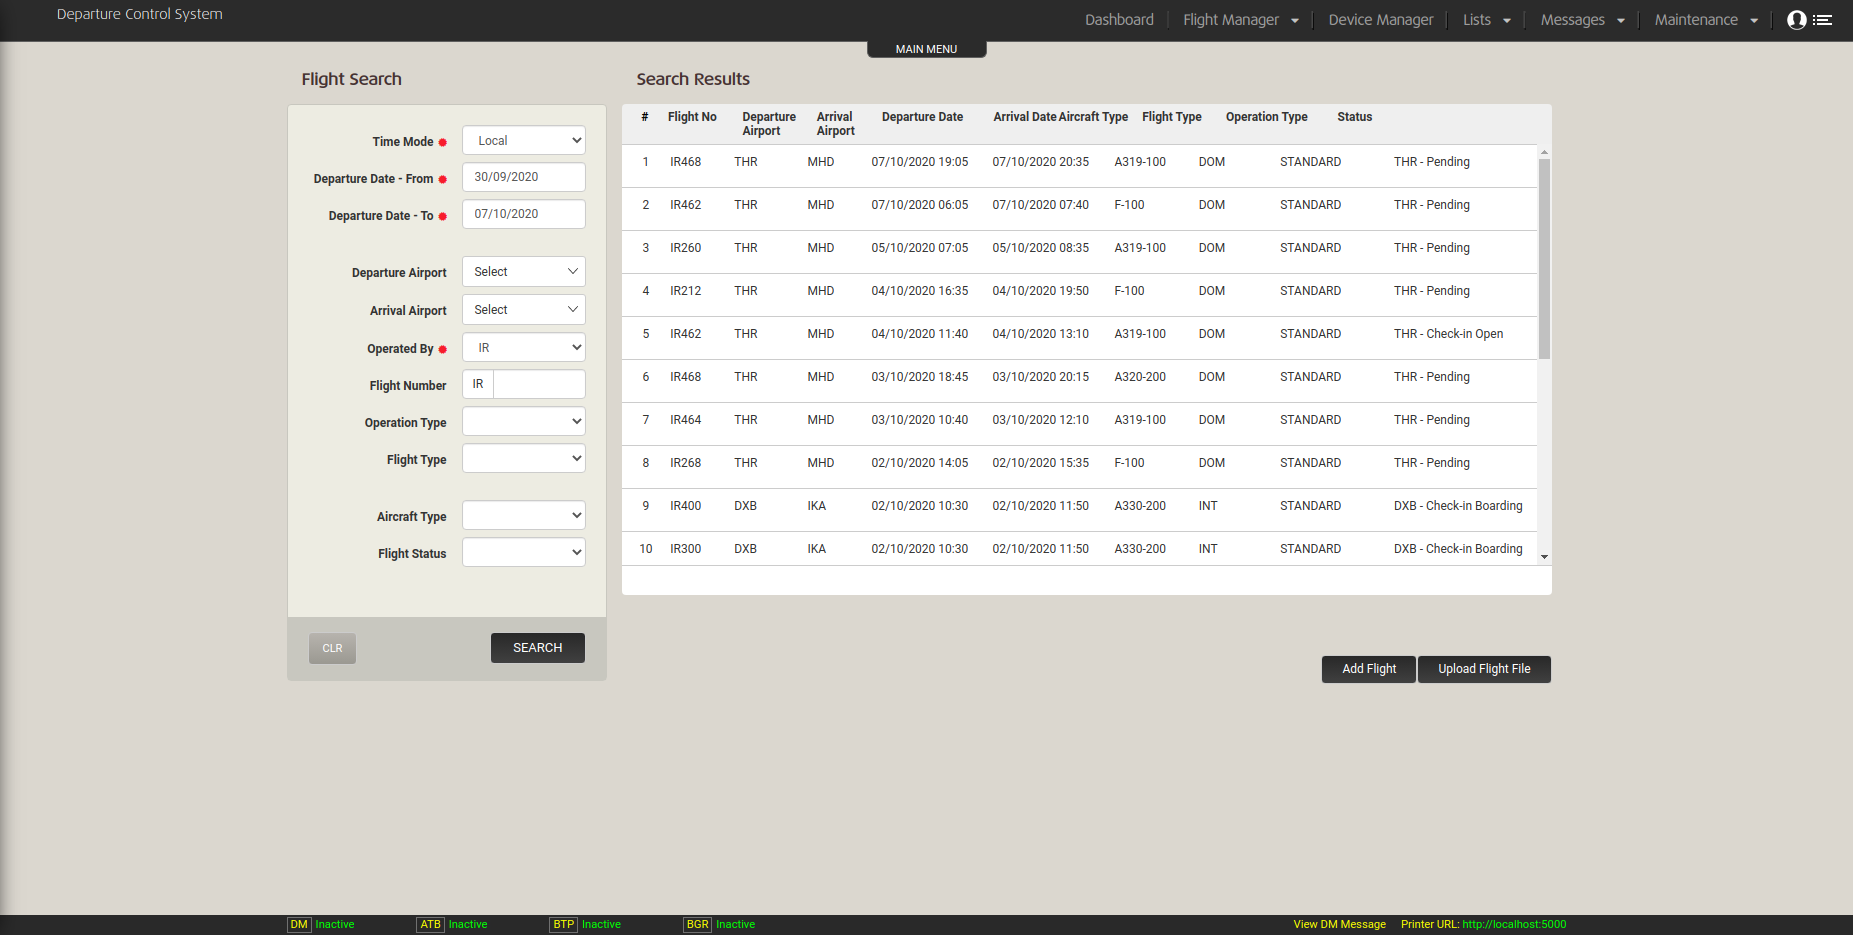 Departure Control System
Dashboard Flight Manager Device Manager Lists Messages Maintenance
MAIN MENU
Flight Search
Time Mode Local
Departure Date - From 30/09/2020
Departure Date - To 07/10/2020
Departure Airport Select
Arrival Airport Select
Operated By IR
Flight Number IR
Operation Type
Flight Type
Aircraft Type
Flight Status
CLR SEARCH
Search Results
# Flight No Departure Airport Arrival Airport Departure Date Arrival Date Aircraft Type Flight Type Operation Type Status
1 IR468 THR MHD 07/10/2020 19:05 07/10/2020 20:35 A319-100 DOM STANDARD THR - Pending
2 IR462 THR MHD 07/10/2020 06:05 07/10/2020 07:40 F-100 DOM STANDARD THR - Pending
3 IR260 THR MHD 05/10/2020 07:05 05/10/2020 08:35 A319-100 DOM STANDARD THR - Pending
4 IR212 THR MHD 04/10/2020 16:35 04/10/2020 19:50 F-100 DOM STANDARD THR - Pending
5 IR462 THR MHD 04/10/2020 11:40 04/10/2020 13:10 A319-100 DOM STANDARD THR - Check-in Open
6 IR468 THR MHD 03/10/2020 18:45 03/10/2020 20:15 A320-200 DOM STANDARD THR - Pending
7 IR464 THR MHD 03/10/2020 10:40 03/10/2020 12:10 A319-100 DOM STANDARD THR - Pending
8 IR268 THR MHD 02/10/2020 14:05 02/10/2020 15:35 F-100 DOM STANDARD THR - Pending
9 IR400 DXB IKA 02/10/2020 10:30 02/10/2020 11:50 A330-200 INT STANDARD DXB - Check-in Boarding
10 IR300 DXB IKA 02/10/2020 10:30 02/10/2020 11:50 A330-200 INT STANDARD DXB - Check-in Boarding
Add Flight Upload Flight File
DM Inactive ATB Inactive BTP Inactive BGR Inactive View DM Message Printer URL: http://localhost:5000